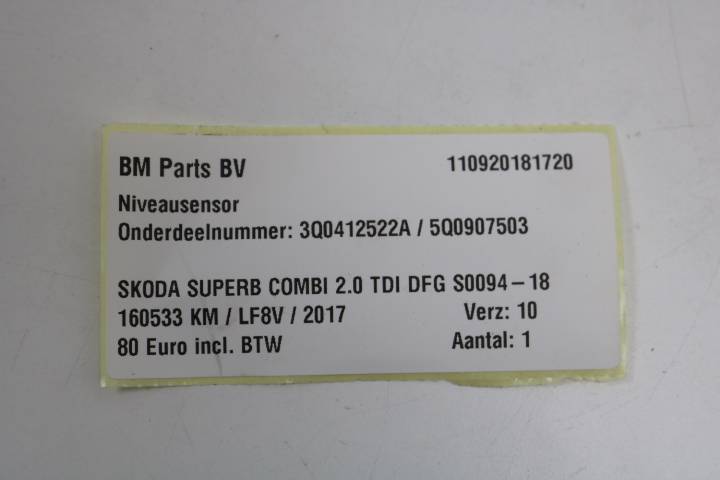 BM Parts BV 110920181720
Niveausensor
Onderdeelnummer: 3Q0412522A / 5Q0907503
SKODA SUPERB COMBI 2.0 TDI DFG S0094-18
160533 KM / LF8V / 2017 Verz: 10
80 Euro incl. BTW Aantal: 1